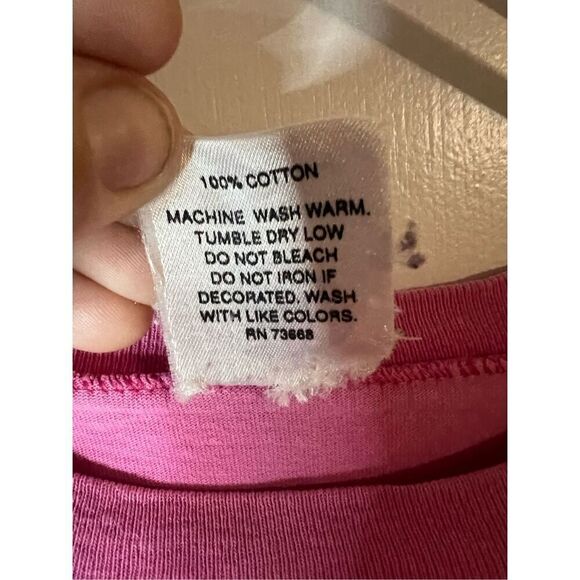 100% COTTON
MACHINE WASH WARM.
TUMBLE DRY LOW
DO NOT BLEACH
DO NOT IRON IF
DECORATED. WASH
WITH LIKE COLORS.
RN 73668